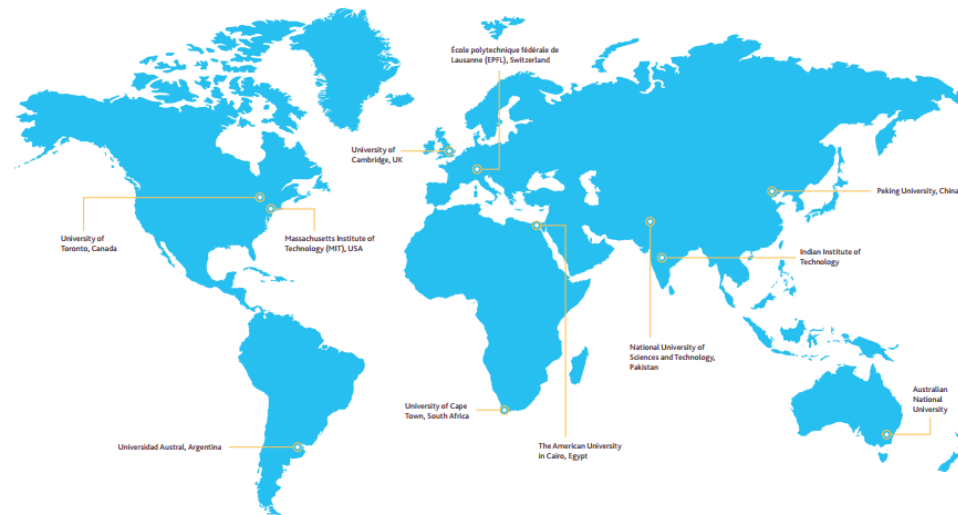 École polytechnique fédérale de
Lausanne (EPFL), Switzerland
University of
Cambridge, UK
Peking University, China
University of
Toronto, Canada
Massachusetts Institute of
Technology (MIT), USA
Indian Institute of
Technology
National University of
Sciences and Technology,
Pakistan
Australian
National
University
University of Cape
Town, South Africa
Universidad Austral, Argentina
The American University
in Cairo, Egypt